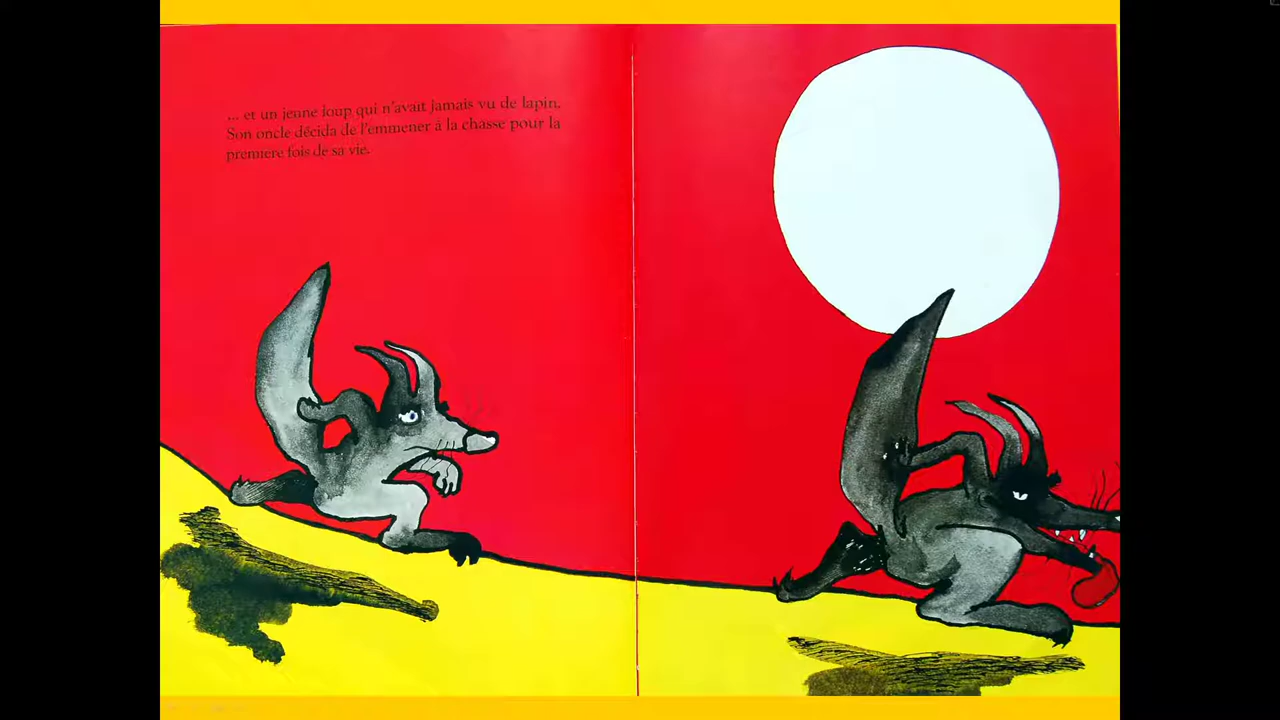 ... et un jeune loup qui n'avait jamais vu de lapin.
Son oncle décida de l'emmener à la chasse pour la
première fois de sa vie.